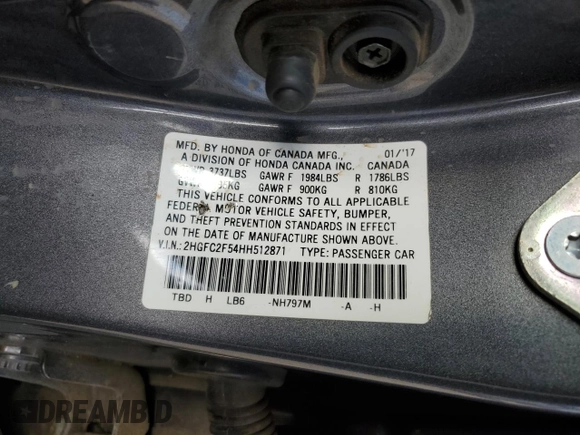 MFD. BY HONDA OF CANADA MFG., 01/'17
A DIVISION OF HONDA CANADA INC. CANADA
3737LBS GAWR F 1984LBS R 1786LBS
KG GAWR F 900KG R 810KG
THIS VEHICLE CONFORMS TO ALL APPLICABLE
FEDERAL MOTOR VEHICLE SAFETY, BUMPER,
AND THEFT PREVENTION STANDARDS IN EFFECT
ON THE DATE OF MANUFACTURE SHOWN ABOVE.
V.I.N.: 2HGFC2F54HH512871 TYPE: PASSENGER CAR
TBD H LB6 -NH797M -A -H
DREAMBID